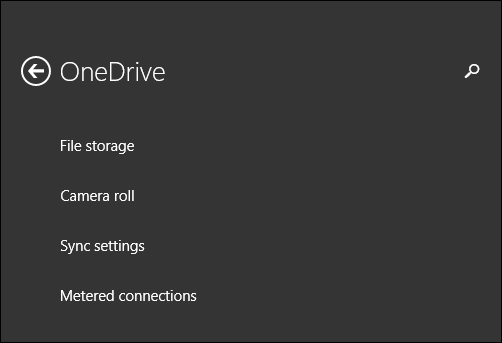 OneDrive
File storage
Camera roll
Sync settings
Metered connections